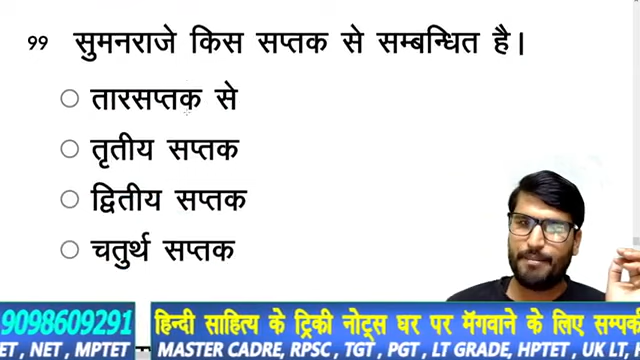 99 सुमनराजे किस सप्तक से सम्बन्धित है।
तारसप्तक से
तृतीय सप्तक
द्वितीय सप्तक
चतुर्थ सप्तक
9098609291 हिन्दी साहित्य के ट्रिकी नोट्स घर पर मॅगवाने के लिए सम्पर्क
ET, NET, MPTET MASTER CADRE, RPSC, TGT, PGT, LT GRADE, HPTET, UK LT,